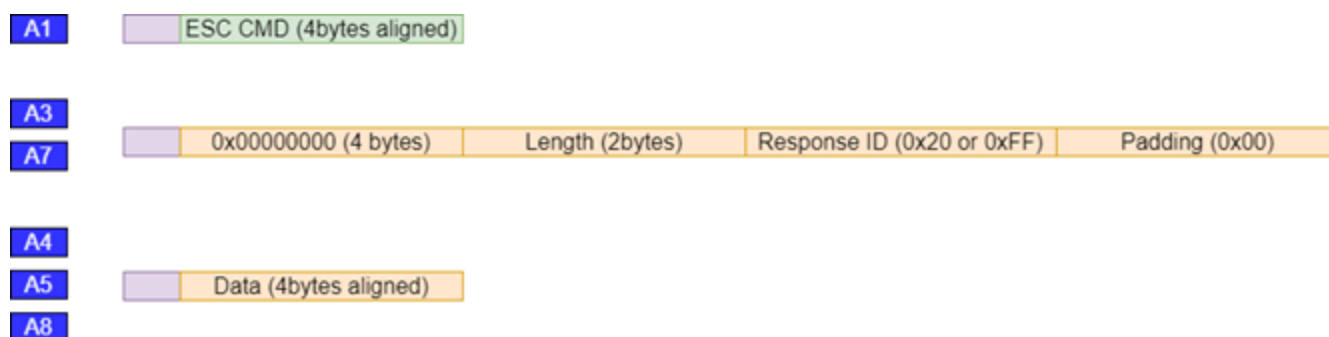 A1 ESC CMD (4bytes aligned)
A3
0x00000000 (4 bytes) Length (2bytes) Response ID (0x20 or 0xFF) Padding (0x00)
A7
A4
A5 Data (4bytes aligned)
A8